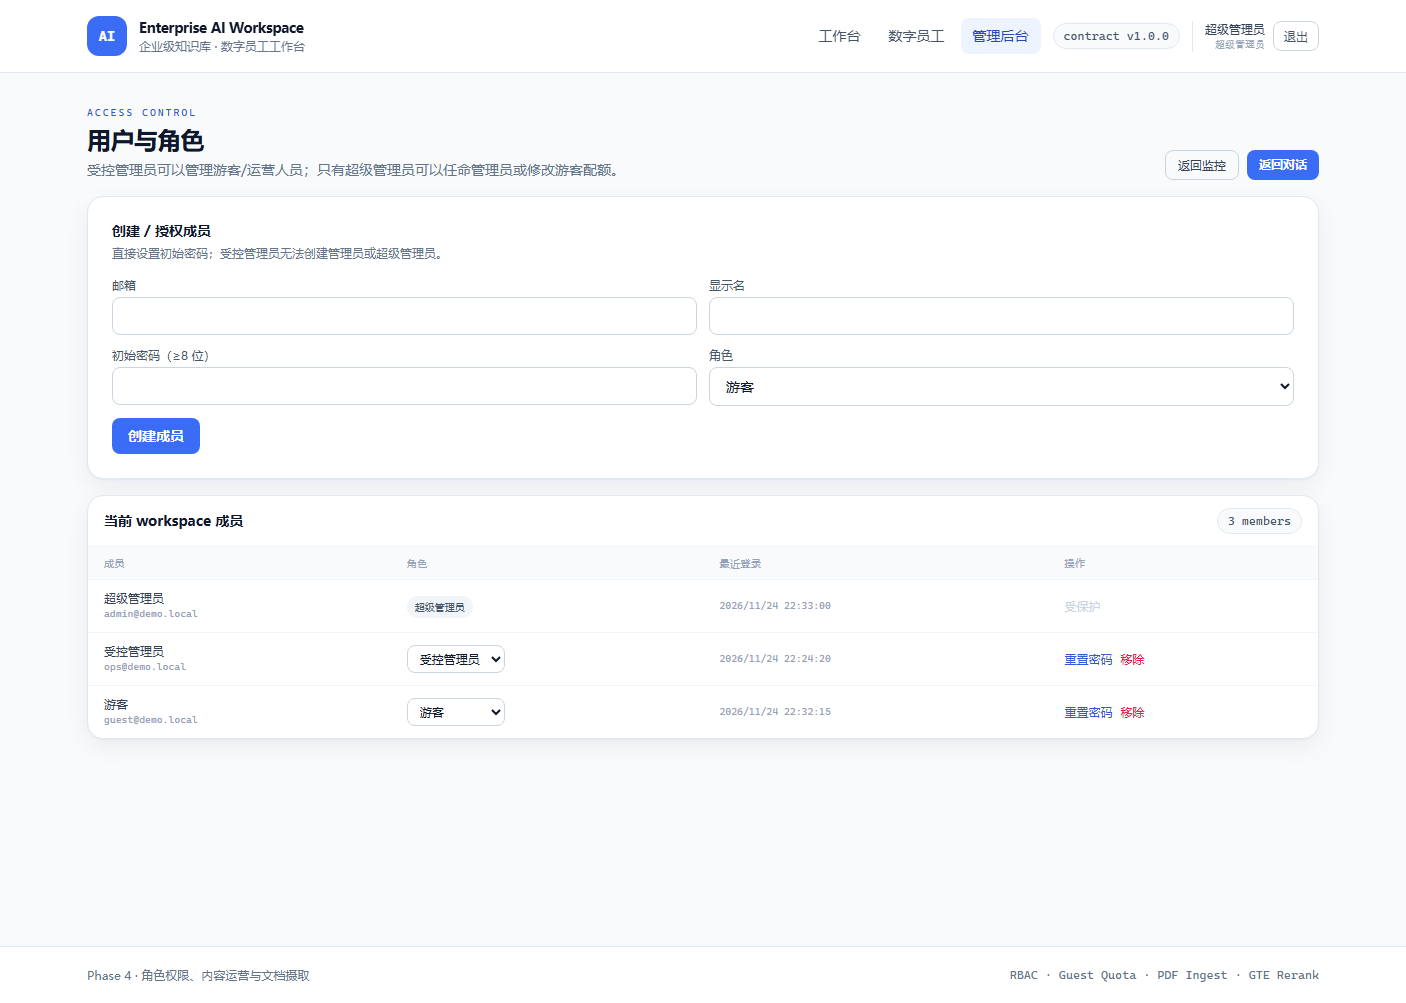 AI
Enterprise AI Workspace
企业级知识库 · 数字员工工作台
工作台
数字员工
管理后台
contract v1.0.0
超级管理员
超级管理员
退出
ACCESS CONTROL
用户与角色
受控管理员可以管理游客/运营人员；只有超级管理员可以任命管理员或修改游客配额。
返回监控
返回对话
创建 / 授权成员
直接设置初始密码；受控管理员无法创建管理员或超级管理员。
邮箱
显示名
初始密码（≥8 位）
角色
游客
创建成员
当前 workspace 成员
3 members
成员 角色 最近登录 操作
超级管理员
admin@demo.local
超级管理员
2026/11/24 22:33:00
受保护
受控管理员
ops@demo.local
受控管理员
2026/11/24 22:24:20
重置密码 移除
游客
guest@demo.local
游客
2026/11/24 22:32:15
重置密码 移除
Phase 4 · 角色权限、内容运营与文档摄取
RBAC · Guest Quota · PDF Ingest · GTE Rerank